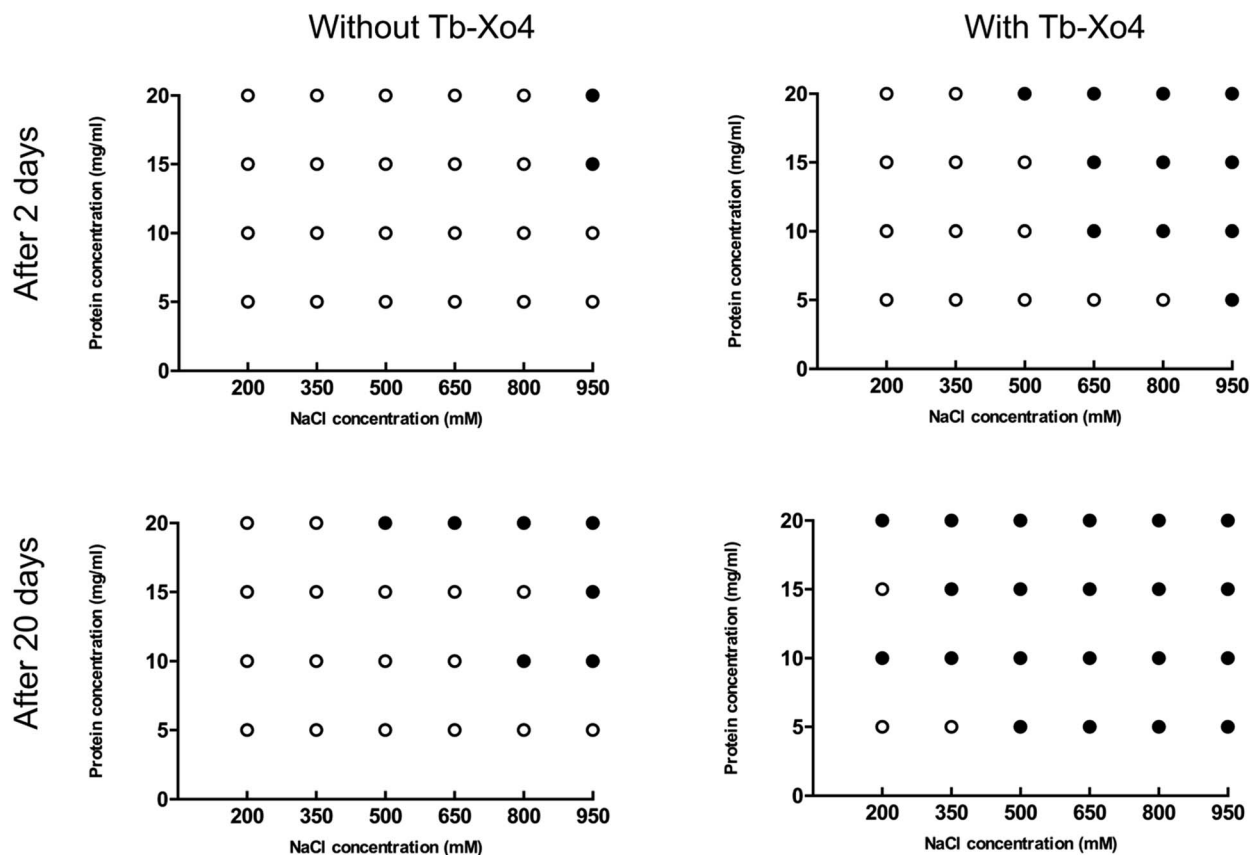 Without Tb-Xo4
With Tb-Xo4
After 2 days
Protein concentration (mg/ml)
20
15
10
5
0
200 350 500 650 800 950
NaCl concentration (mM)
Protein concentration (mg/ml)
20
15
10
5
0
200 350 500 650 800 950
NaCl concentration (mM)
After 20 days
Protein concentration (mg/ml)
20
15
10
5
0
200 350 500 650 800 950
NaCl concentration (mM)
Protein concentration (mg/ml)
20
15
10
5
0
200 350 500 650 800 950
NaCl concentration (mM)